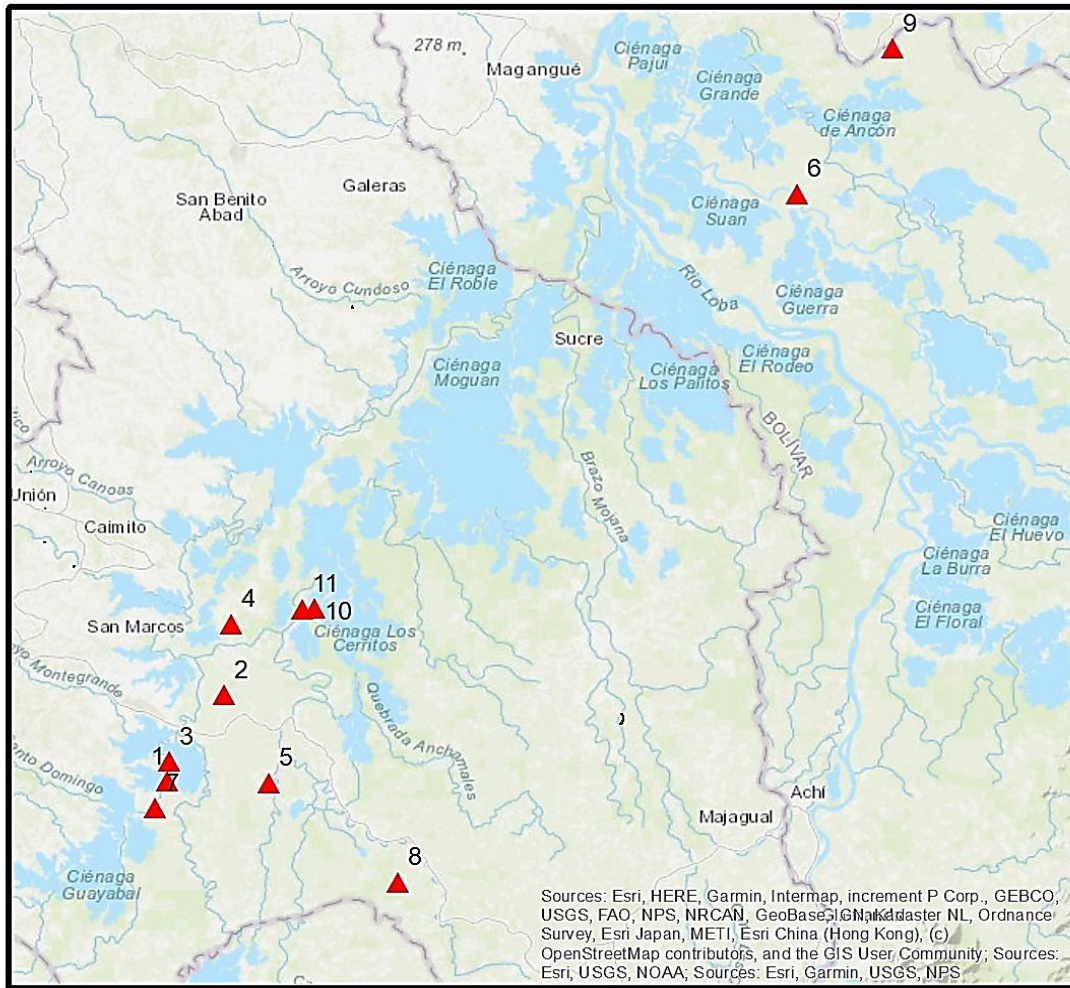 9
278 m
Ciénaga
Pajui
Magangué
Ciénaga
Grande
Ciénaga
de Ancón
6
Galeras
San Benito
Abad
Ciénaga
Suan
Ciénaga
El Roble
Arroyo Cundoso
Río Loba
Ciénaga
Guerra
Sucre
Ciénaga
Moguan
Ciénaga
Los Palitos
Ciénaga
El Rodeo
BOLÍVAR
Arroyo Canoas
Unión
Caimito
Brazo Mojana
Ciénaga
El Huevo
Ciénaga
La Burra
Ciénaga
El Floral
4
11
10
San Marcos
Ciénaga Los
Cerritos
Montegrande
2
Quebrada Anchamales
3
1
7
5
Domingo
Achí
Majagual
8
Ciénaga
Guayabal
Sources: Esri, HERE, Garmin, Intermap, increment P Corp., GEBCO,
USGS, FAO, NPS, NRCAN, GeoBase, IGN, Kadaster NL, Ordnance
Survey, Esri Japan, METI, Esri China (Hong Kong), (c)
OpenStreetMap contributors, and the GIS User Community; Sources:
Esri, USGS, NOAA; Sources: Esri, Garmin, USGS, NPS